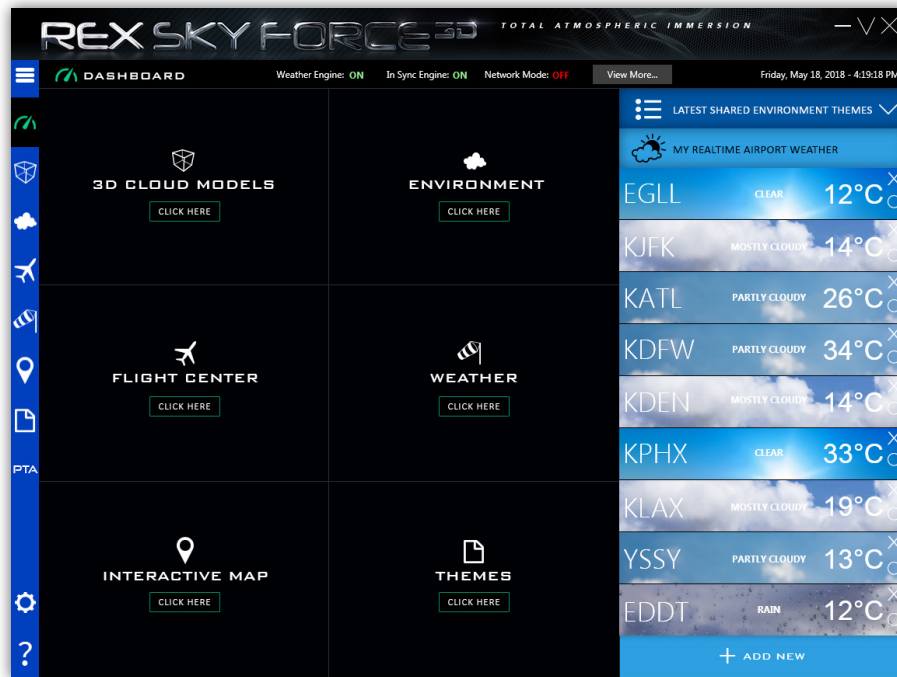 REX SKY FORCE 3D
TOTAL ATMOSPHERIC IMMERSION
DASHBOARD
Weather Engine: ON In Sync Engine: ON Network Mode: OFF
View More...
Friday, May 18, 2018 - 4:19:18 PM
3D CLOUD MODELS
CLICK HERE
ENVIRONMENT
CLICK HERE
FLIGHT CENTER
CLICK HERE
WEATHER
CLICK HERE
INTERACTIVE MAP
CLICK HERE
THEMES
CLICK HERE
PTA
?
LATEST SHARED ENVIRONMENT THEMES
MY REALTIME AIRPORT WEATHER
EGLL CLEAR 12°C
KJFK MOSTLY CLOUDY 14°C
KATL PARTLY CLOUDY 26°C
KDFW PARTLY CLOUDY 34°C
KDEN MOSTLY CLOUDY 14°C
KPHX CLEAR 33°C
KLAX MOSTLY CLOUDY 19°C
YSSY PARTLY CLOUDY 13°C
EDDT RAIN 12°C
ADD NEW